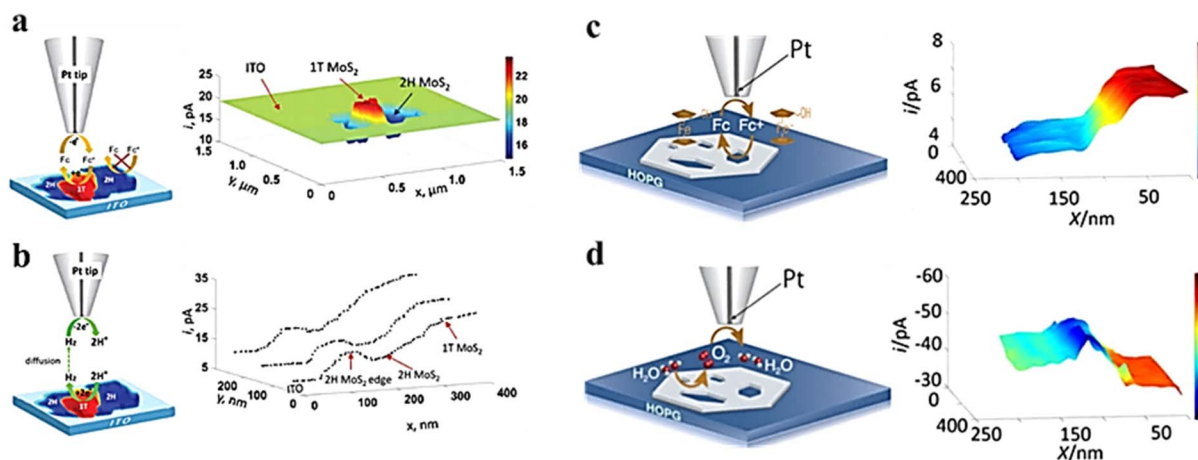 a
Pt tip
-e⁻
Fc Fc⁺
Fc Fc⁺
2H 1T 2H
ITO
i, pA
25
20
15
10
1.5
1.0
0.5
0
y, μm
0
0.5
1.0
1.5
x, μm
ITO
1T MoS₂
2H MoS₂
22
20
18
16
b
Pt tip
-2e⁻
H₂ 2H⁺
diffusion
H₂ 2H⁺
2H 1T 2H
ITO
i, pA
35
25
15
5
200
100
0
y, nm
ITO
0
100
200
300
400
x, nm
2H MoS₂ edge
2H MoS₂
1T MoS₂
c
Pt
Fc Fc⁺
Fe
OH
HOPG
i/pA
8
6
4
0
400
250
150
50
X/nm
d
Pt
H₂O O₂ H₂O
HOPG
i/pA
-60
-50
-40
-30
0
400
250
150
50
X/nm